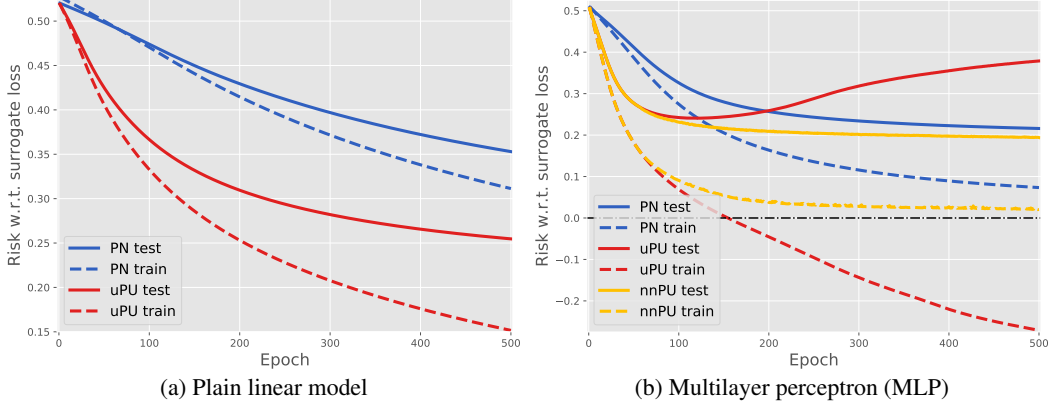 Risk w.r.t. surrogate loss
0.50
0.45
0.40
0.35
0.30
0.25
0.20
0.15
PN test
PN train
uPU test
uPU train
0 100 200 300 400 500
Epoch
(a) Plain linear model
Risk w.r.t. surrogate loss
0.5
0.4
0.3
0.2
0.1
0.0
−0.1
−0.2
PN test
PN train
uPU test
uPU train
nnPU test
nnPU train
0 100 200 300 400 500
Epoch
(b) Multilayer perceptron (MLP)